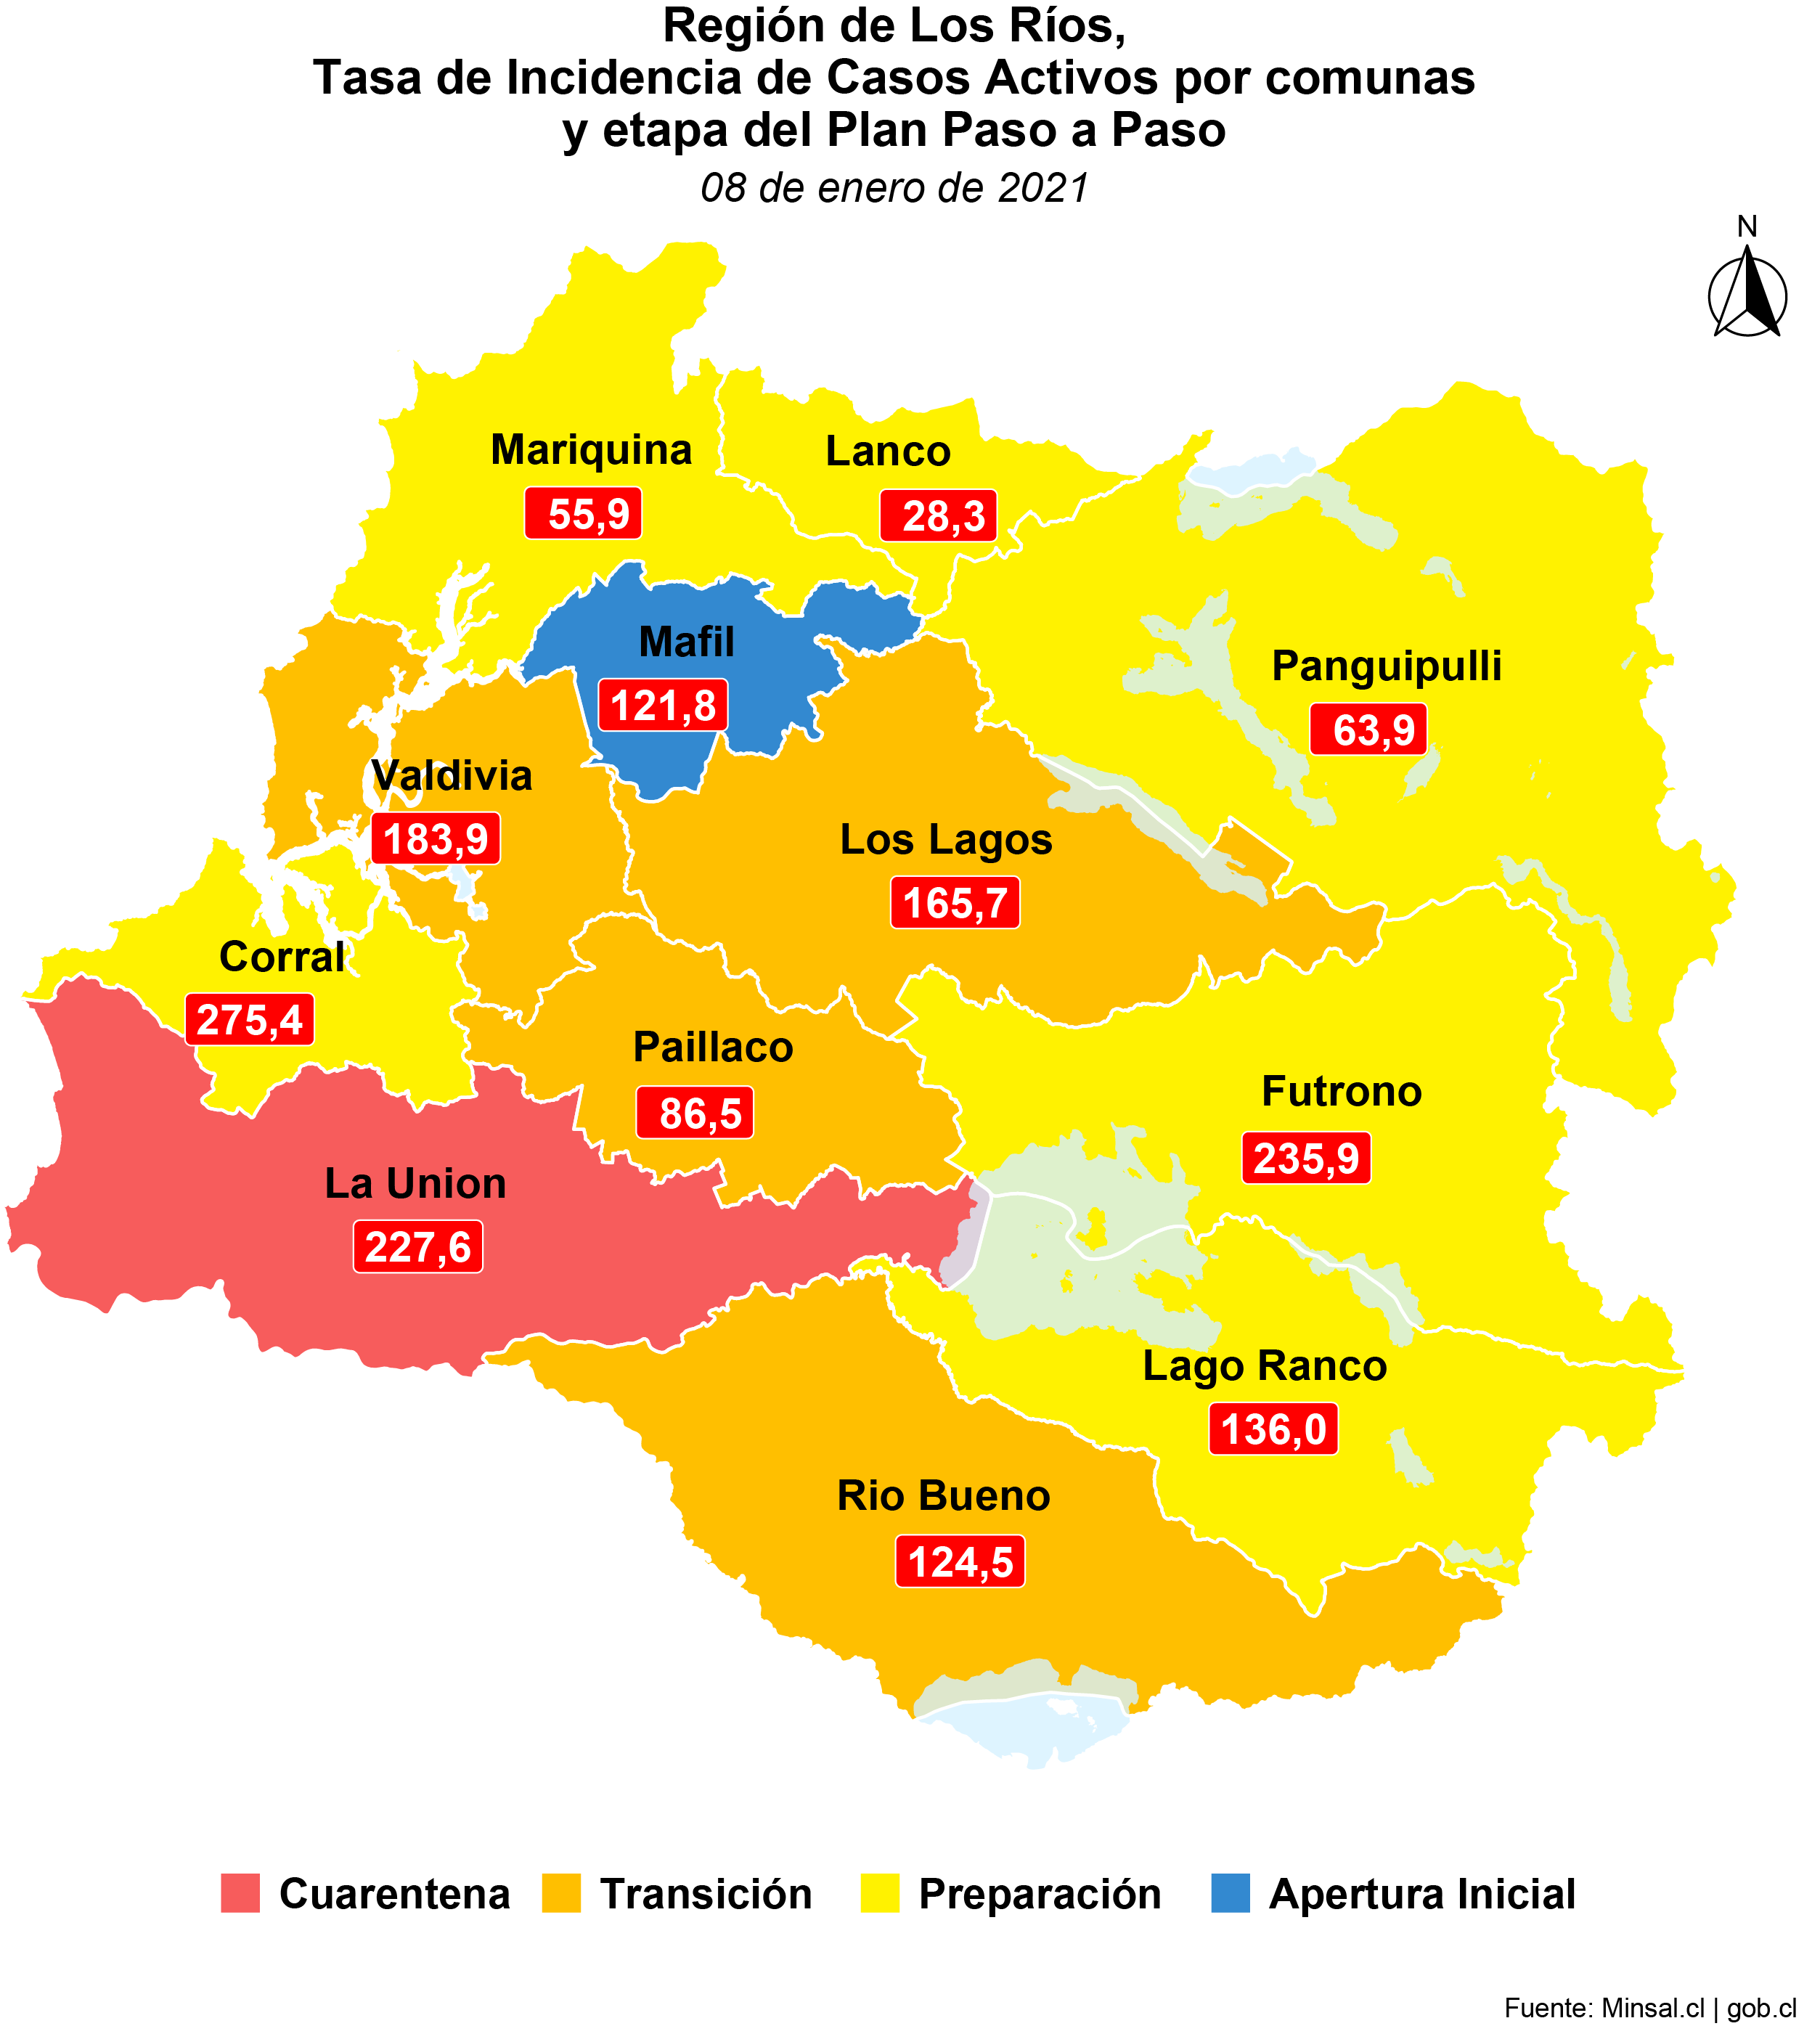 Región de Los Ríos,
Tasa de Incidencia de Casos Activos por comunas
y etapa del Plan Paso a Paso
08 de enero de 2021
N
Mariquina
55,9
Lanco
28,3
Mafil
121,8
Panguipulli
63,9
Valdivia
183,9
Los Lagos
165,7
Corral
275,4
Paillaco
86,5
Futrono
235,9
La Union
227,6
Lago Ranco
136,0
Rio Bueno
124,5
Cuarentena
Transición
Preparación
Apertura Inicial
Fuente: Minsal.cl | gob.cl